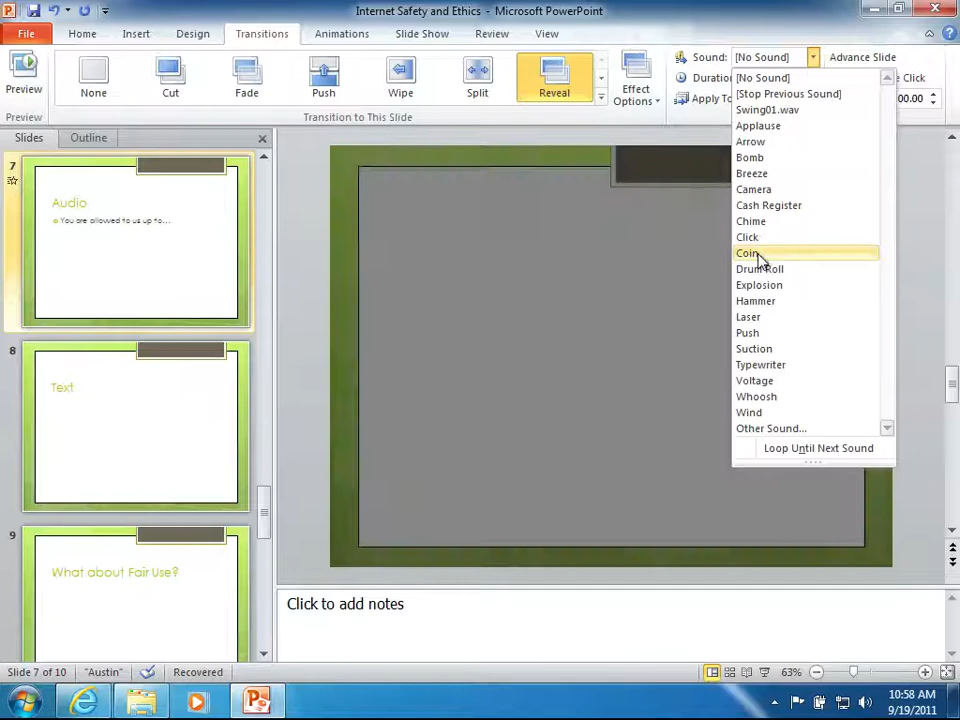 Internet Safety and Ethics - Microsoft PowerPoint
File Home Insert Design Transitions Animations Slide Show Review View
Preview None Cut Fade Push Wipe Split Reveal Effect Options
Sound: [No Sound] Advance Slide
Duratio Click
Apply To 00.00
Preview Transition to This Slide
Slides Outline
7
Audio
You are allowed to us up to...
8
Text
9
What about Fair Use?
[No Sound]
[Stop Previous Sound]
Swing01.wav
Applause
Arrow
Bomb
Breeze
Camera
Cash Register
Chime
Click
Coin
Drum Roll
Explosion
Hammer
Laser
Push
Suction
Typewriter
Voltage
Whoosh
Wind
Other Sound...
Loop Until Next Sound
Click to add notes
Slide 7 of 10 "Austin" Recovered 63%
10:58 AM
9/19/2011